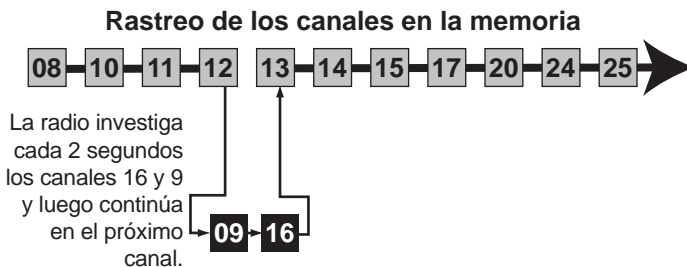 Rastreo de los canales en la memoria
08 10 11 12 13 14 15 17 20 24 25
La radio investiga
cada 2 segundos
los canales 16 y 9
y luego continúa
en el próximo
canal.
09 16